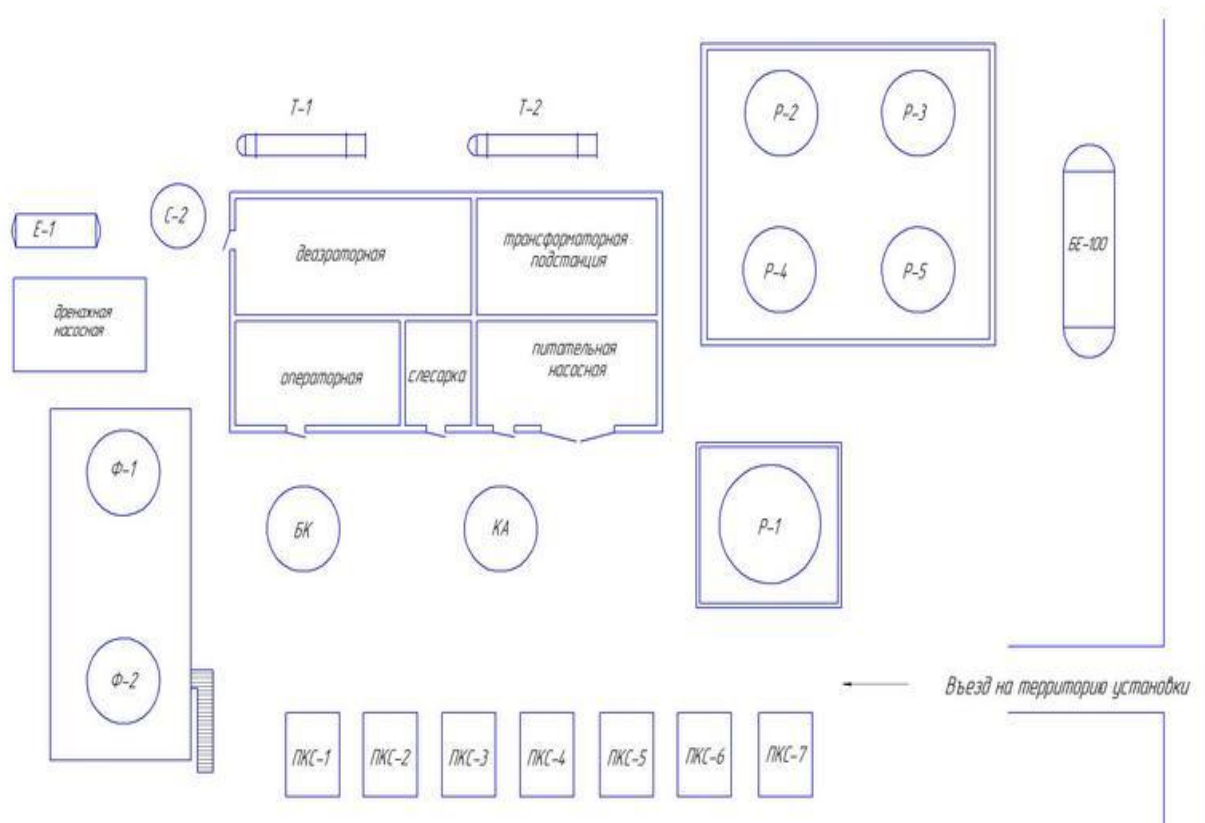 Т-1
Т-2
Р-2
Р-3
С-2
Е-1
деаэраторная
трансформаторная
подстанция
БЕ-100
Р-4
Р-5
дренажная
насосная
операторная
слесарка
питательная
насосная
Ф-1
БК
КА
Р-1
Ф-2
Въезд на территорию установки
ПКС-1
ПКС-2
ПКС-3
ПКС-4
ПКС-5
ПКС-6
ПКС-7